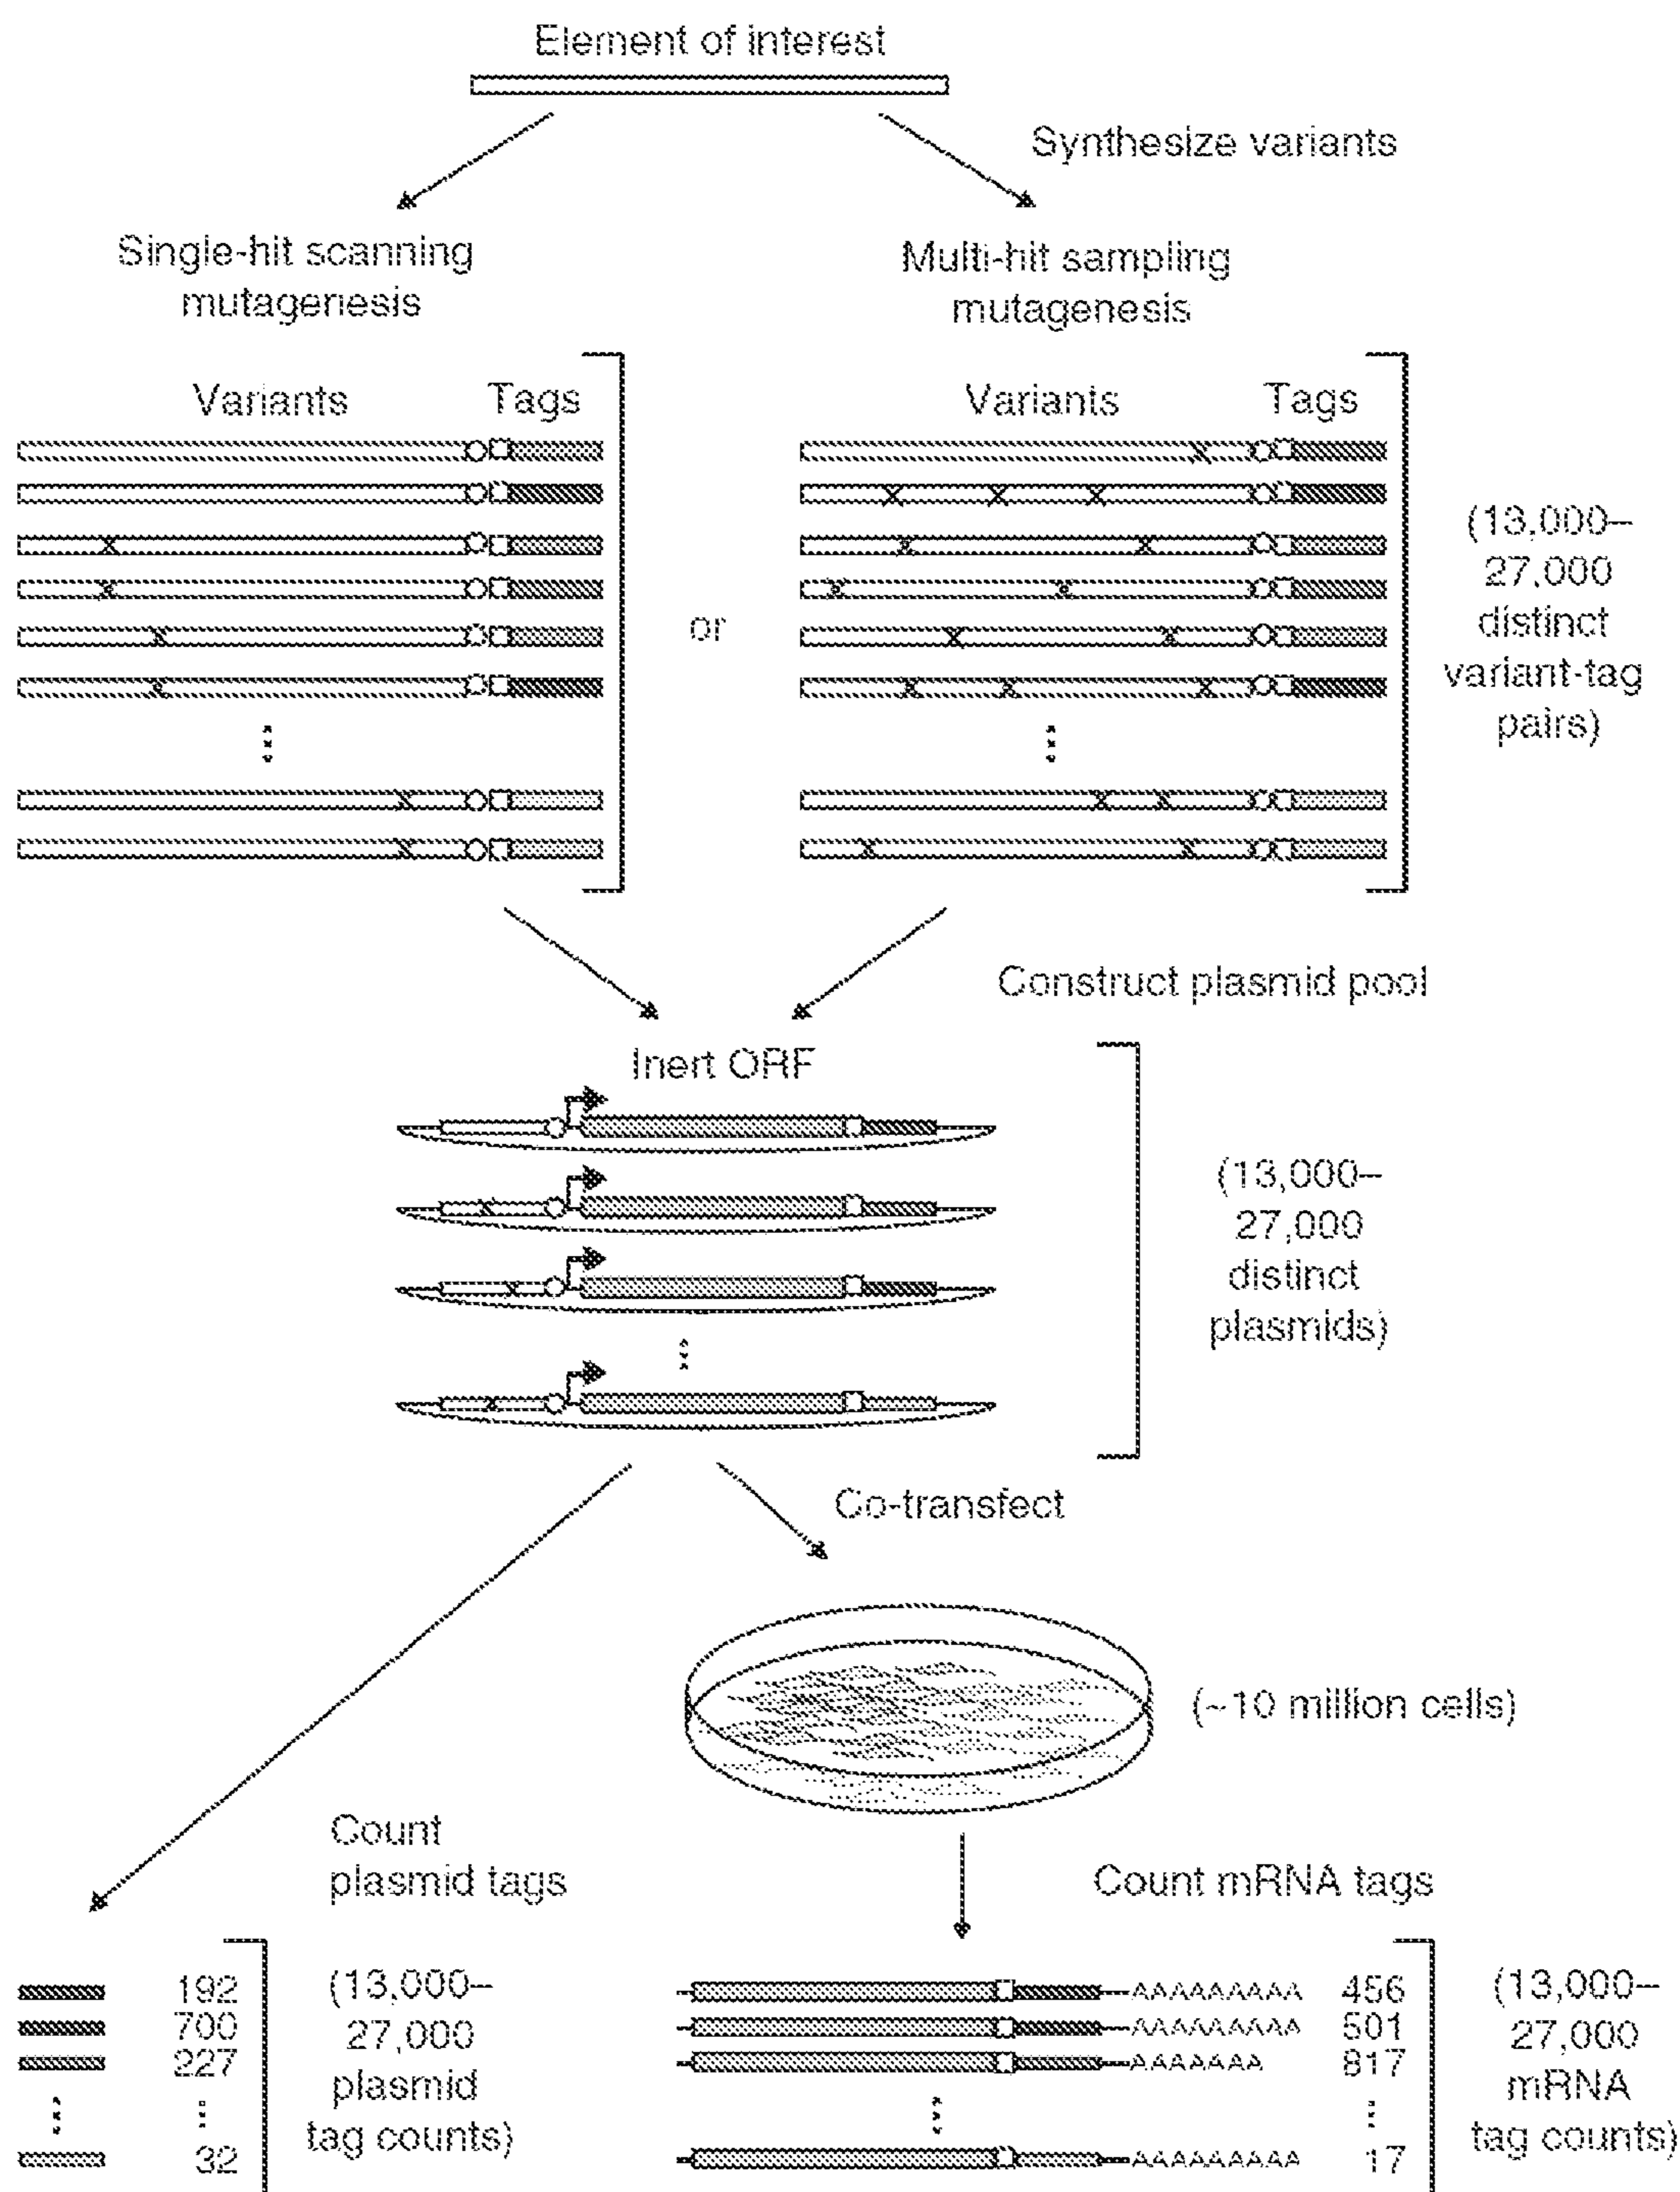 Element of interest
Synthesize variants
Single-hit scanning
mutagenesis
Multi-hit sampling
mutagenesis
Variants Tags
Variants Tags
or
(13,000–
27,000
distinct
variant-tag
pairs)
Construct plasmid pool
Inert ORF
(13,000–
27,000
distinct
plasmids)
Co-transfect
(~10 million cells)
Count
plasmid tags
Count mRNA tags
192
700
227
32
(13,000–
27,000
plasmid
tag counts)
AAAAAAAAA 456
AAAAAAAAA 501
AAAAAAA 817
AAAAAAAAA 17
(13,000–
27,000
mRNA
tag counts)